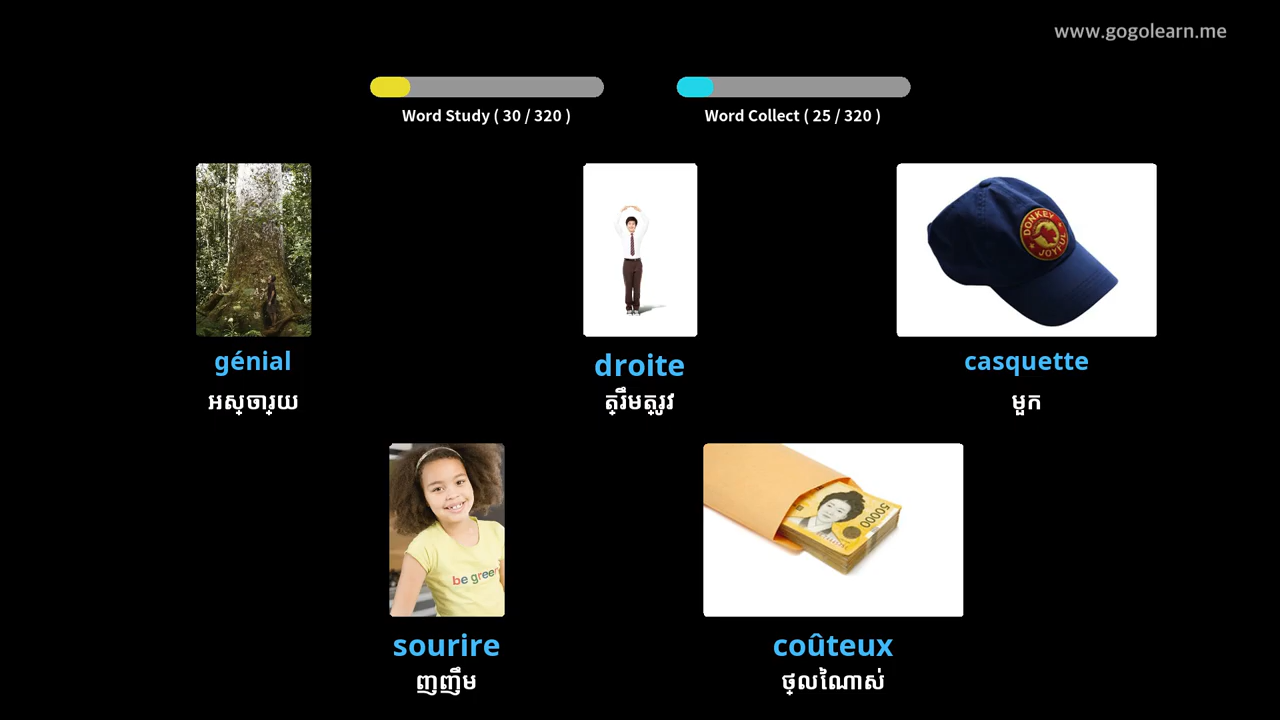 www.gogolearn.me
Word Study ( 30 / 320 )
Word Collect ( 25 / 320 )
DONKEY
JOYFUL
génial
droite
casquette
អស្ចារ្យ
ត្រឹមត្រូវ
មួក
be green
50000
sourire
coûteux
ញញឹម
ថ្លៃណាស់